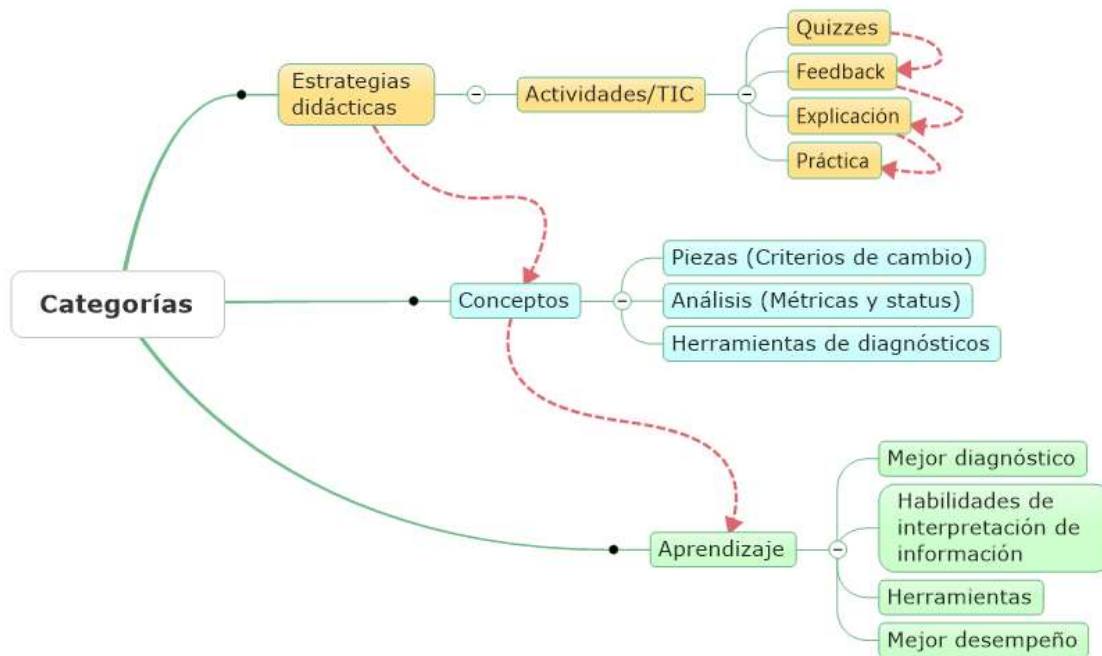 Categorías
Estrategias
didácticas
Actividades/TIC
Quizzes
Feedback
Explicación
Práctica
Conceptos
Piezas (Criterios de cambio)
Análisis (Métricas y status)
Herramientas de diagnósticos
Aprendizaje
Mejor diagnóstico
Habilidades de
interpretación de
información
Herramientas
Mejor desempeño